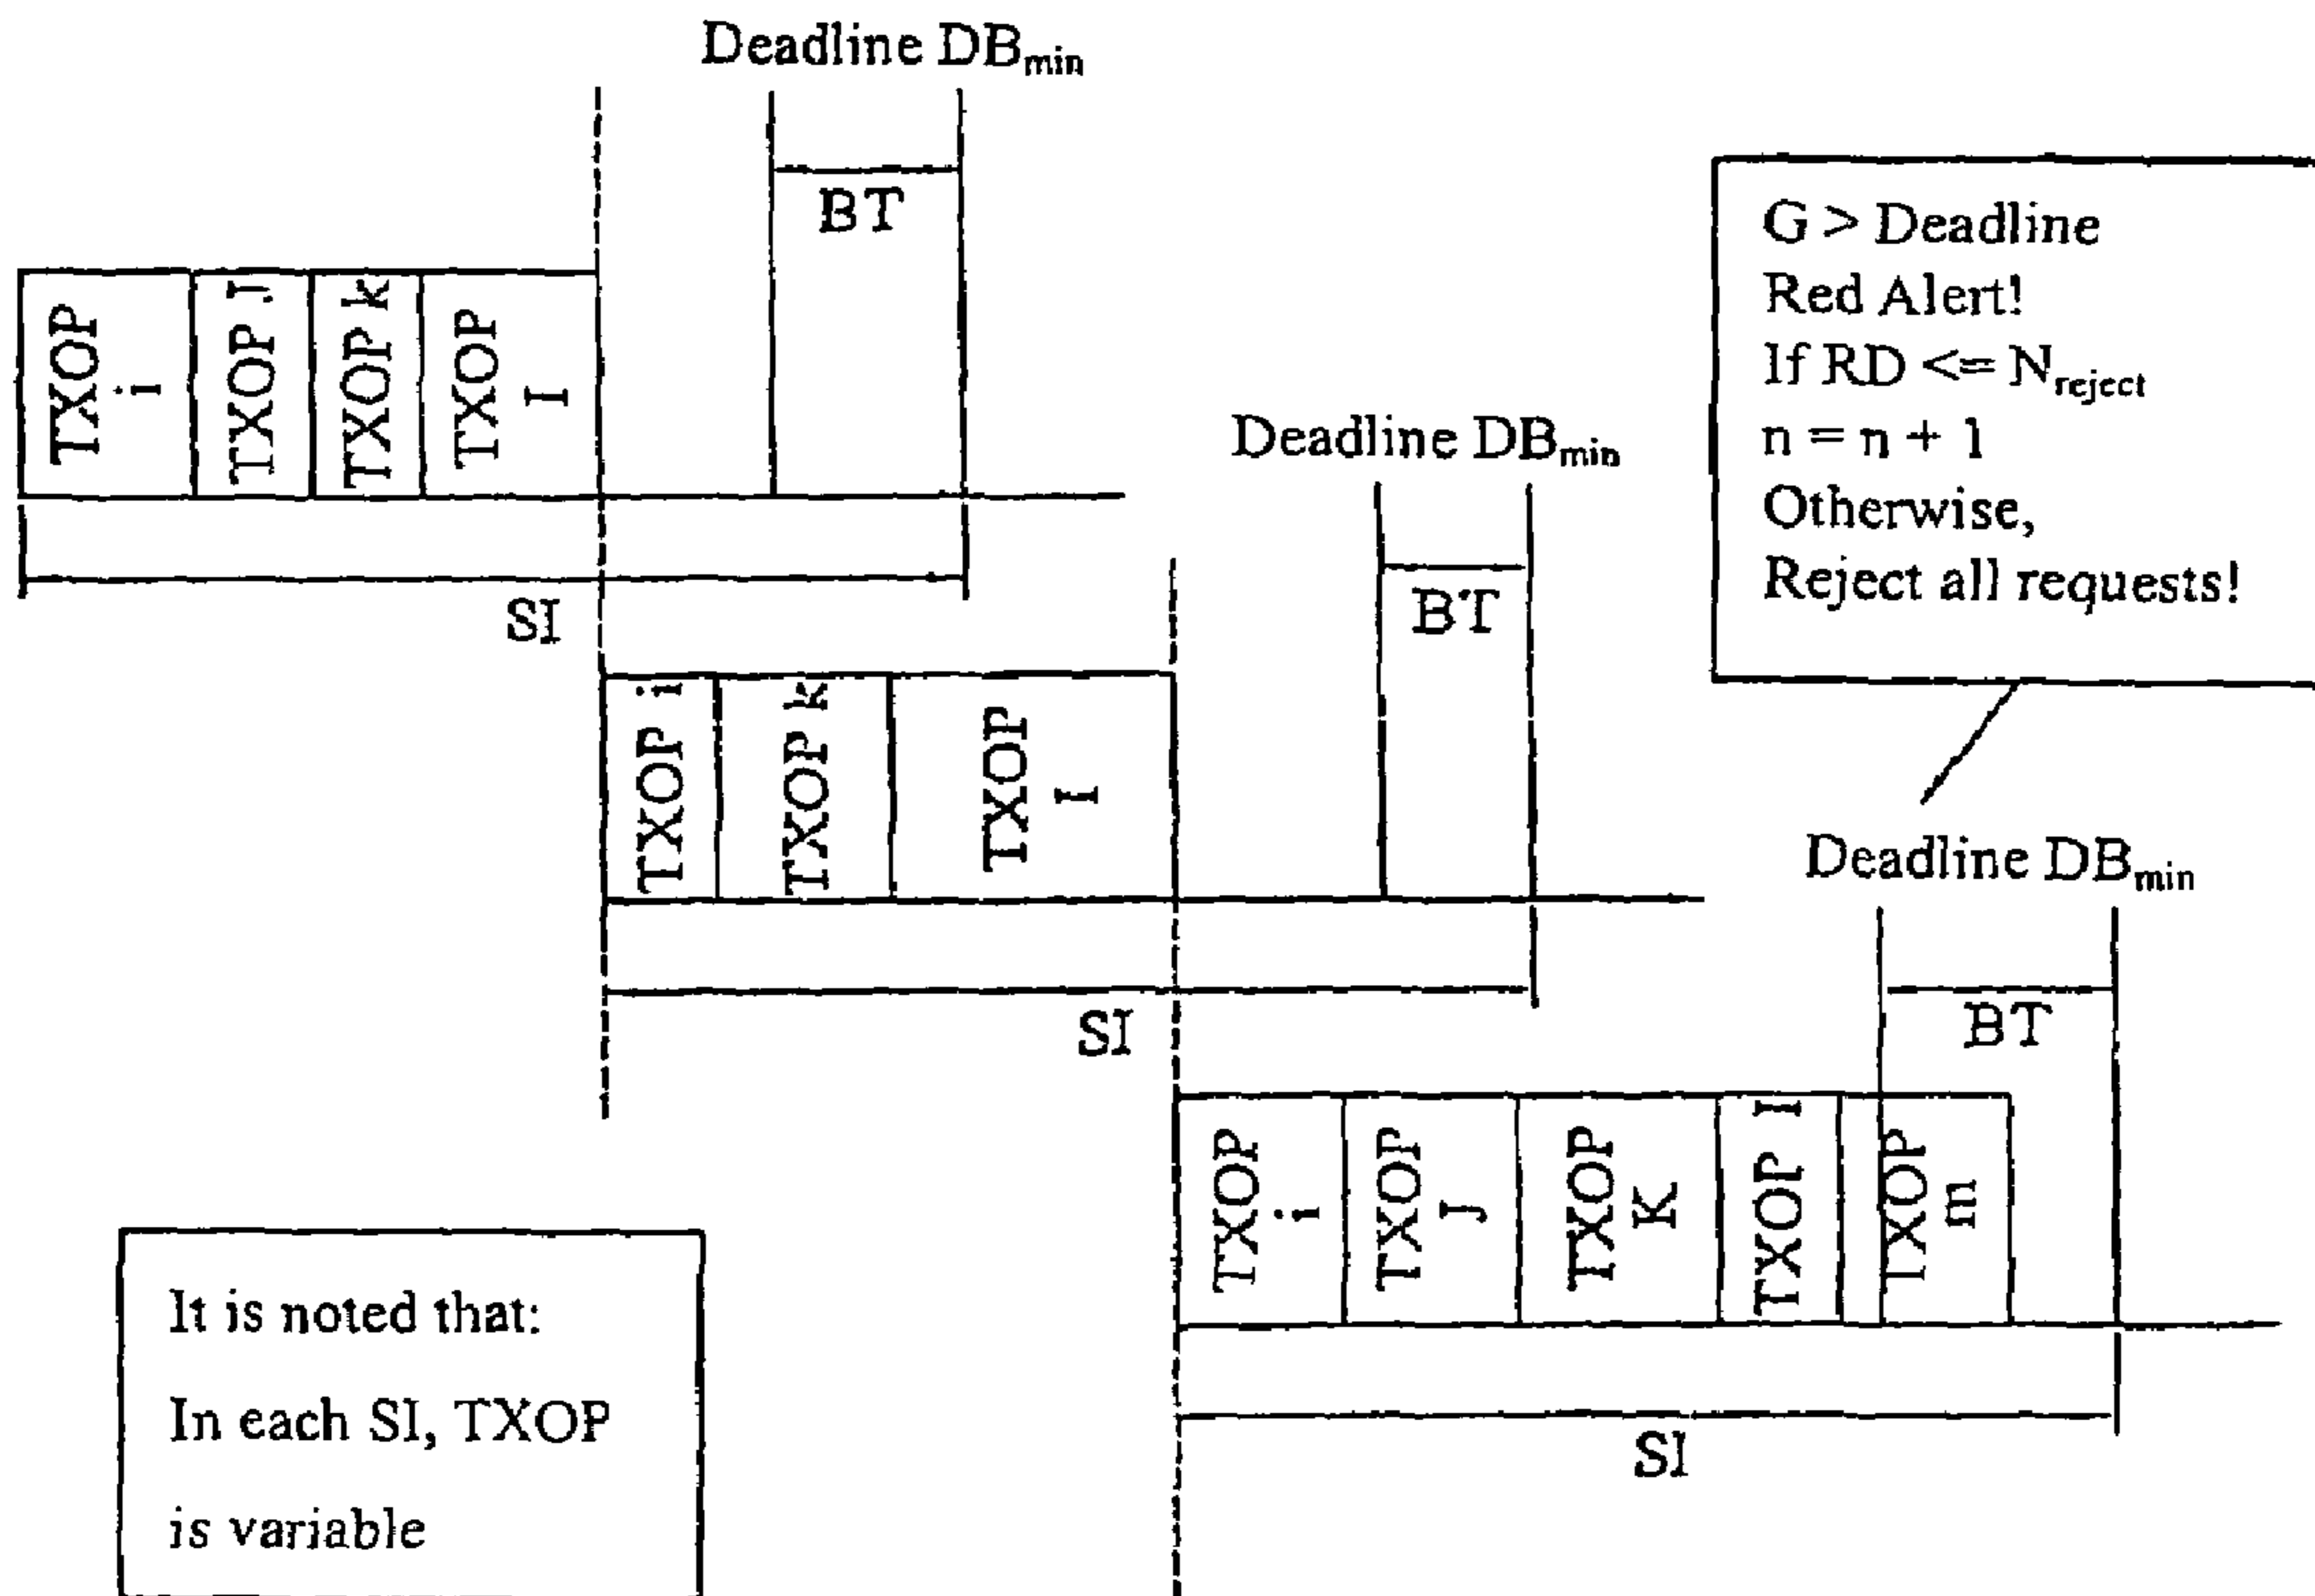 Deadline DBmin
BT
G > Deadline
Red Alert!
If RD <= Nreject
n = n + 1
Otherwise,
Reject all requests!
TXOP i
TXOP J
TXOP k
TXOP I
SI
Deadline DBmin
BT
TXOP i
TXOP k
TXOP I
SI
Deadline DBmin
BT
TXOP i
TXOP J
TXOP K
TXOP I
TXOP n
SI
It is noted that:
In each SI, TXOP
is variable